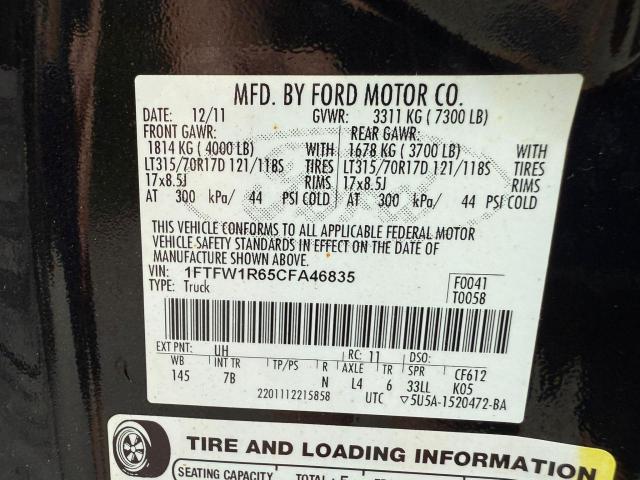 MFD. BY FORD MOTOR CO.
DATE: 12/11 GVWR: 3311 KG ( 7300 LB)
FRONT GAWR: REAR GAWR:
1814 KG ( 4000 LB) WITH 1678 KG ( 3700 LB) WITH
LT315/70R17D 121/118S TIRES LT315/70R17D 121/118S TIRES
17x8.5J RIMS 17x8.5J RIMS
AT 300 kPa/ 44 PSI COLD AT 300 kPa/ 44 PSI COLD
THIS VEHICLE CONFORMS TO ALL APPLICABLE FEDERAL MOTOR
VEHICLE SAFETY STANDARDS IN EFFECT ON THE DATE OF
MANUFACTURE SHOWN ABOVE.
VIN: 1FTFW1R65CFA46835 F0041
TYPE: Truck T0058
EXT PNT: UH RC: 11 DSO:
WB INT TR TP/PS R AXLE TR SPR CF612
145 7B N L4 6 33LL K05
2201112215858 UTC ▽5U5A-1520472-BA
TIRE AND LOADING INFORMATION
SEATING CAPACITY